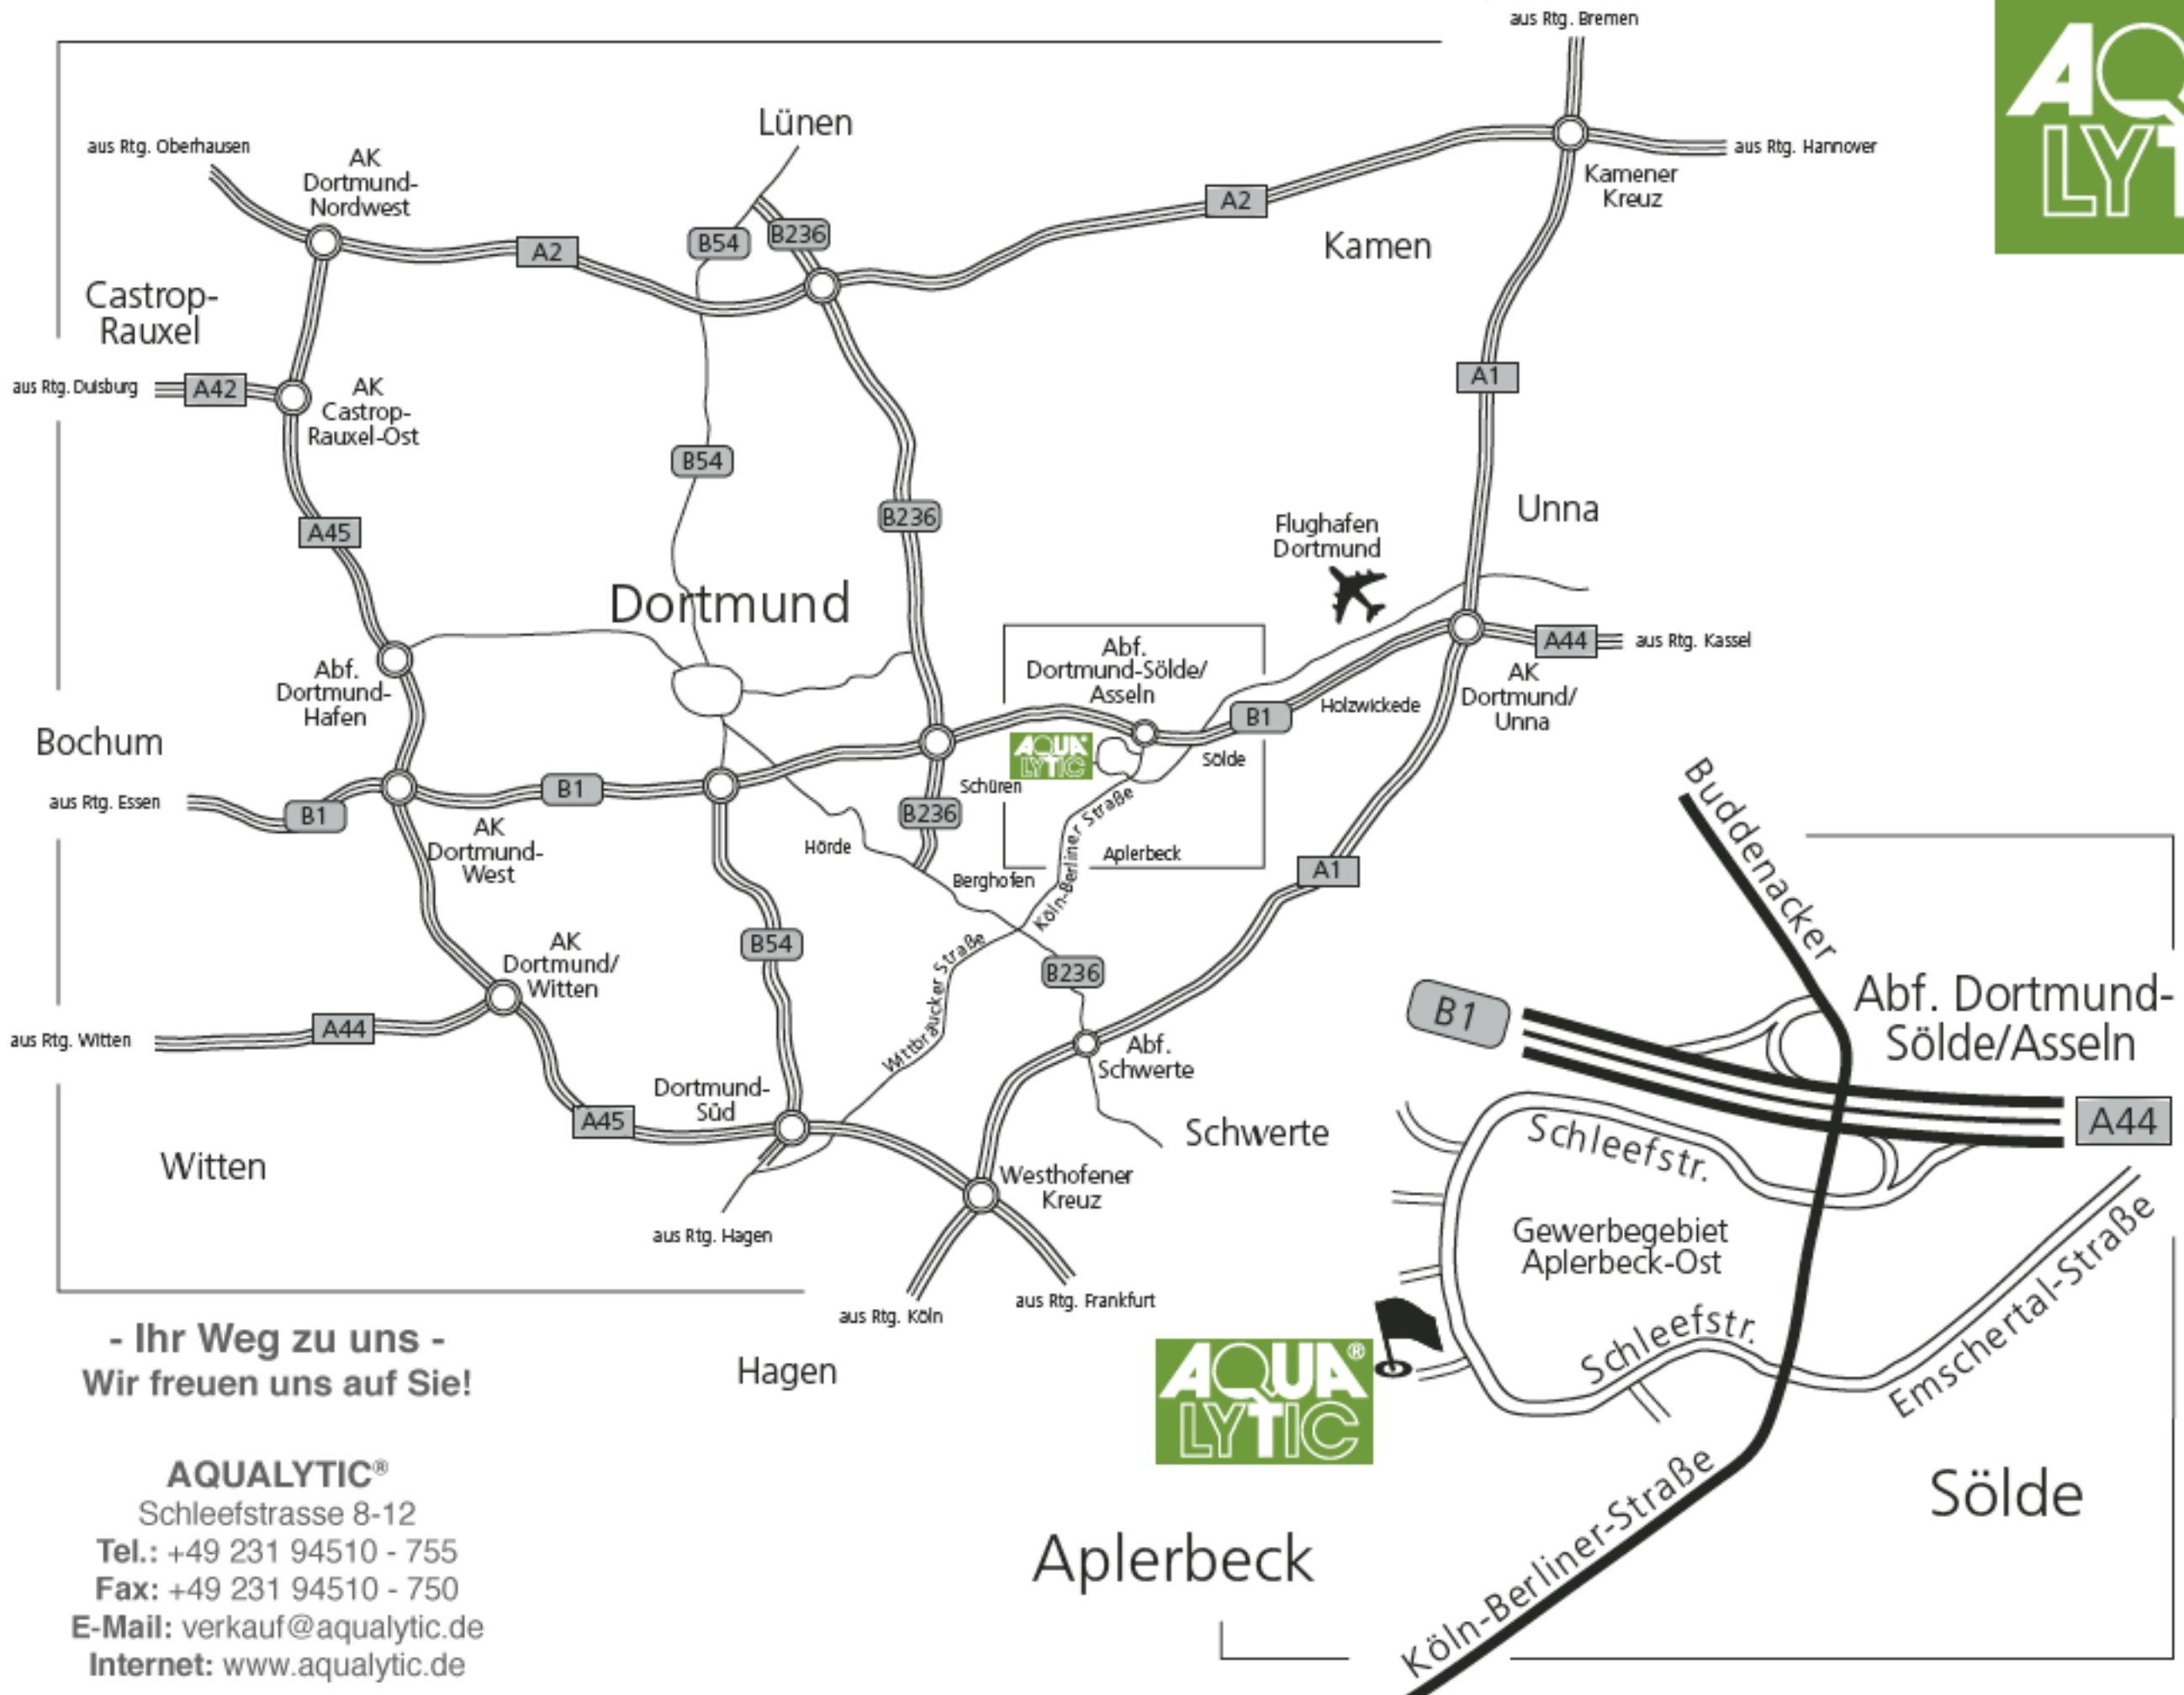 aus Rtg. Bremen
AQ
LYT
Lünen
aus Rtg. Oberhausen
AK
Dortmund-
Nordwest
aus Rtg. Hannover
Kamener
Kreuz
A2
B54
B236
A2
Kamen
Castrop-
Rauxel
aus Rtg. Duisburg
A42
AK
Castrop-
Rauxel-Ost
A1
B54
A45
B236
Unna
Flughafen
Dortmund
Dortmund
Abf.
Dortmund-Sölde/
Asseln
A44
aus Rtg. Kassel
AK
Dortmund/
Unna
Abf.
Dortmund-
Hafen
B1
Holzwickede
Bochum
AQUA®
LYTIC
Sölde
aus Rtg. Essen
B1
B1
Schüren
B236
AK
Dortmund-
West
Hörde
Köln-Berliner Straße
Köln-Berliner Straße
Aplerbeck
Berghofen
A1
AK
Dortmund/
Witten
B54
Wittbräucker Straße
B236
aus Rtg. Witten
A44
Abf.
Schwerte
Dortmund-
Süd
A45
Schwerte
Witten
Westhofener
Kreuz
aus Rtg. Hagen
aus Rtg. Köln
aus Rtg. Frankfurt
Hagen
Buddenacker
B1
Abf. Dortmund-
Sölde/Asseln
A44
Schleefstr.
Gewerbegebiet
Aplerbeck-Ost
Emschertal-Straße
Schleefstr.
AQUA®
LYTIC
Sölde
Aplerbeck
Köln-Berliner-Straße
- Ihr Weg zu uns -
Wir freuen uns auf Sie!
AQUALYTIC®
Schleefstrasse 8-12
Tel.: +49 231 94510 - 755
Fax: +49 231 94510 - 750
E-Mail: verkauf@aqualytic.de
Internet: www.aqualytic.de